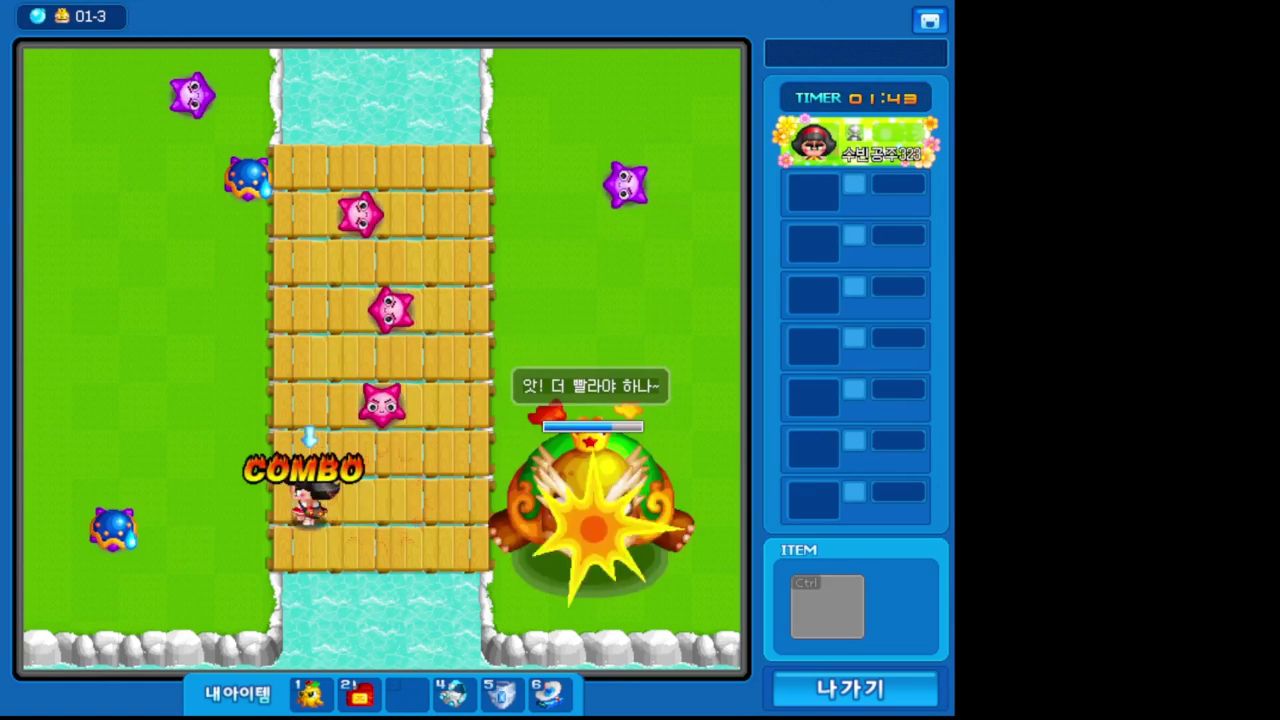 01-3
TIMER 01:43
수빈공주323
앗! 더 빨라야 하나~
COMBO
ITEM
Ctrl
내아이템
1
2
4
5
6
나가기